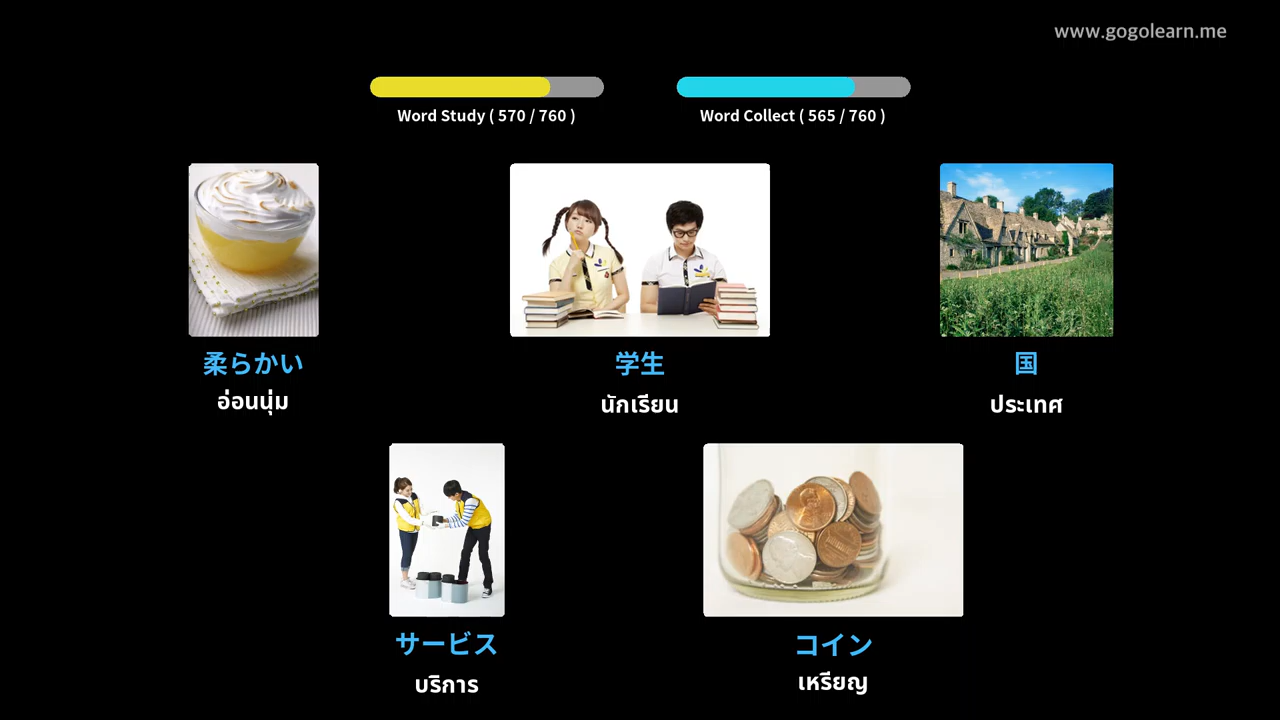 www.gogolearn.me
Word Study ( 570 / 760 )
Word Collect ( 565 / 760 )
柔らかい
อ่อนนุ่ม
学生
นักเรียน
国
ประเทศ
サービス
บริการ
コイン
เหรียญ